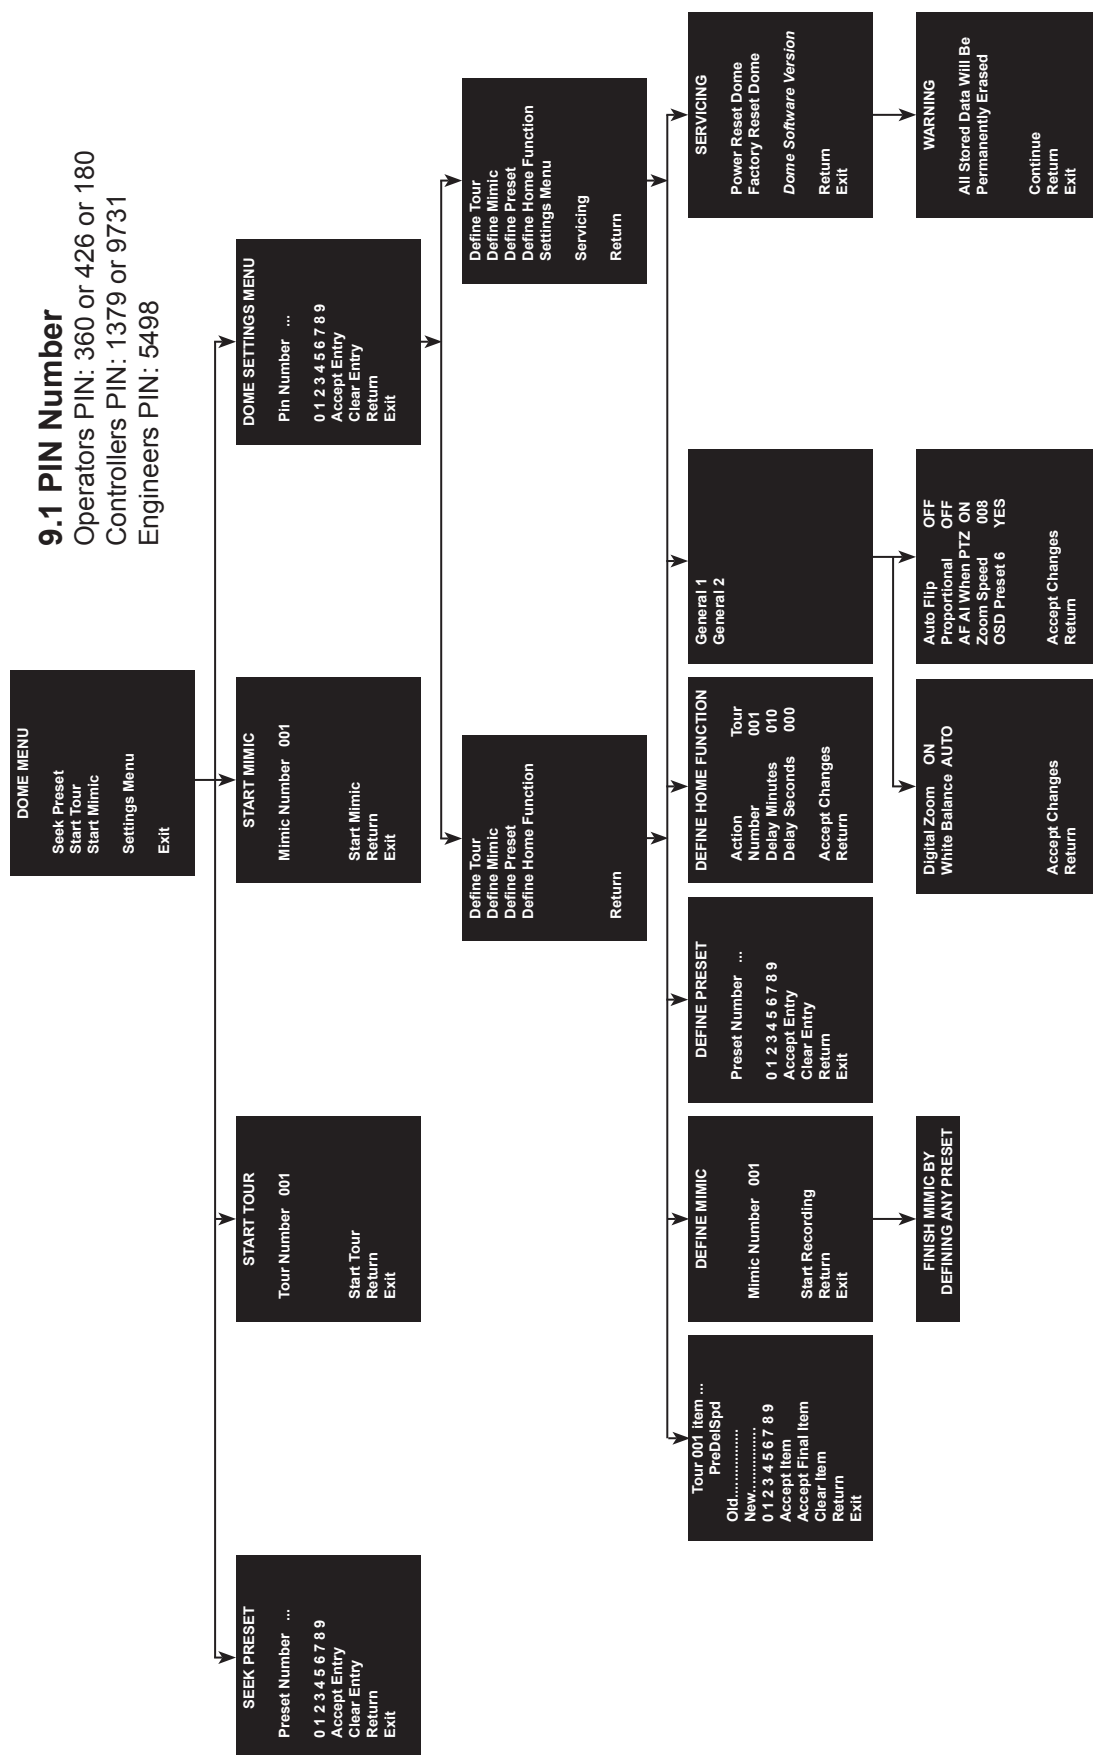 9.1 PIN Number
Operators PIN: 360 or 426 or 180
Controllers PIN: 1379 or 9731
Engineers PIN: 5498
DOME MENU
Seek Preset
Start Tour
Start Mimic
Settings Menu
Exit
SEEK PRESET
Preset Number ...
0 1 2 3 4 5 6 7 8 9
Accept Entry
Clear Entry
Return
Exit
START TOUR
Tour Number 001
Start Tour
Return
Exit
START MIMIC
Mimic Number 001
Start Mimic
Return
Exit
DOME SETTINGS MENU
Pin Number ...
0 1 2 3 4 5 6 7 8 9
Accept Entry
Clear Entry
Return
Exit
Define Tour
Define Mimic
Define Preset
Define Home Function
Return
Define Tour
Define Mimic
Define Preset
Define Home Function
Settings Menu
Servicing
Return
Tour 001 item ...
PreDelSpd
Old..................
New.................
0 1 2 3 4 5 6 7 8 9
Accept Item
Accept Final Item
Clear Item
Return
Exit
DEFINE MIMIC
Mimic Number 001
Start Recording
Return
Exit
DEFINE PRESET
Preset Number ...
0 1 2 3 4 5 6 7 8 9
Accept Entry
Clear Entry
Return
Exit
DEFINE HOME FUNCTION
Action Tour
Number 001
Delay Minutes 010
Delay Seconds 000
Accept Changes
Return
General 1
General 2
SERVICING
Power Reset Dome
Factory Reset Dome
Dome Software Version
Return
Exit
FINISH MIMIC BY
DEFINING ANY PRESET
Digital Zoom ON
White Balance AUTO
Accept Changes
Return
Auto Flip OFF
Proportional OFF
AF AI When PTZ ON
Zoom Speed 008
OSD Preset 6 YES
Accept Changes
Return
WARNING
All Stored Data Will Be
Permanently Erased
Continue
Return
Exit